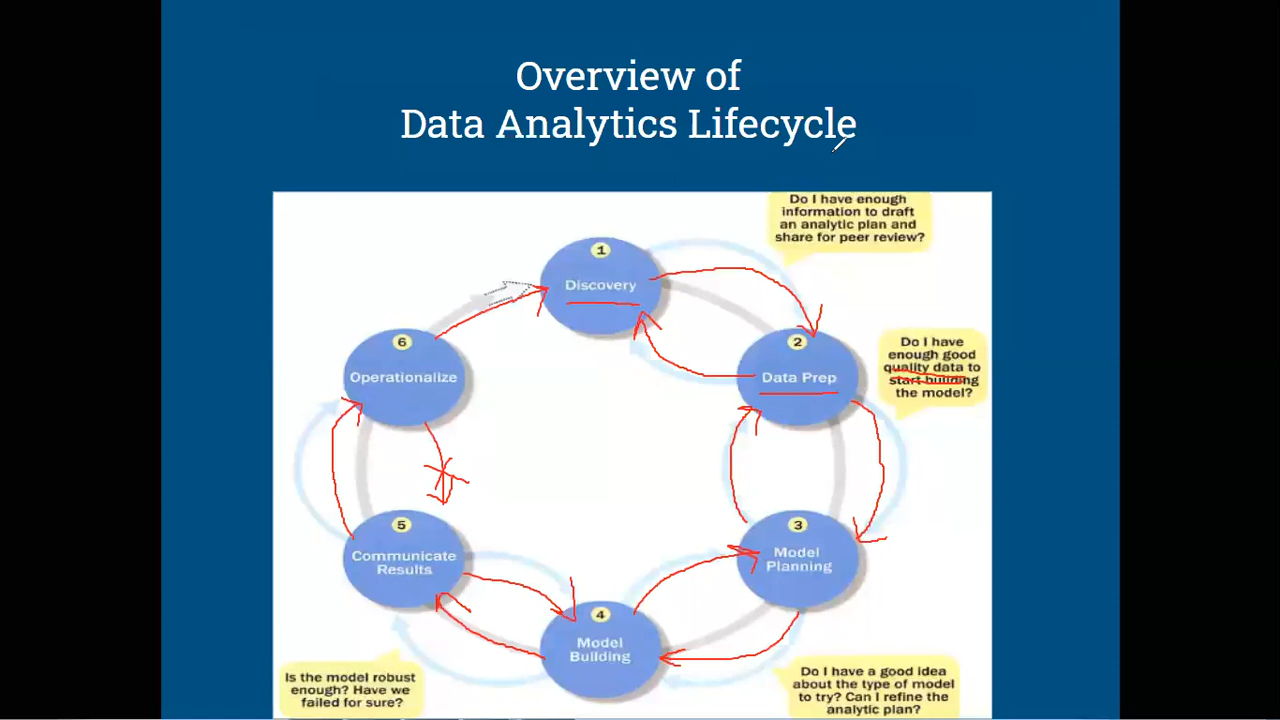 Overview of
Data Analytics Lifecycle
Do I have enough
information to draft
an analytic plan and
share for peer review?
1
Discovery
2
Data Prep
Do I have
enough good
quality data to
start building
the model?
6
Operationalize
3
Model
Planning
5
Communicate
Results
4
Model
Building
Is the model robust
enough? Have we
failed for sure?
Do I have a good idea
about the type of model
to try? Can I refine the
analytic plan?